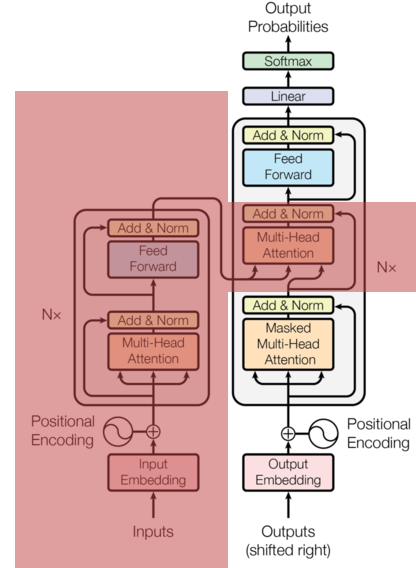 Output
Probabilities
Softmax
Linear
Add & Norm
Feed
Forward
Add & Norm
Multi-Head
Attention
Nx
Add & Norm
Masked
Multi-Head
Attention
Positional
Encoding
Output
Embedding
Outputs
(shifted right)
Add & Norm
Feed
Forward
N×
Add & Norm
Multi-Head
Attention
Positional
Encoding
Input
Embedding
Inputs